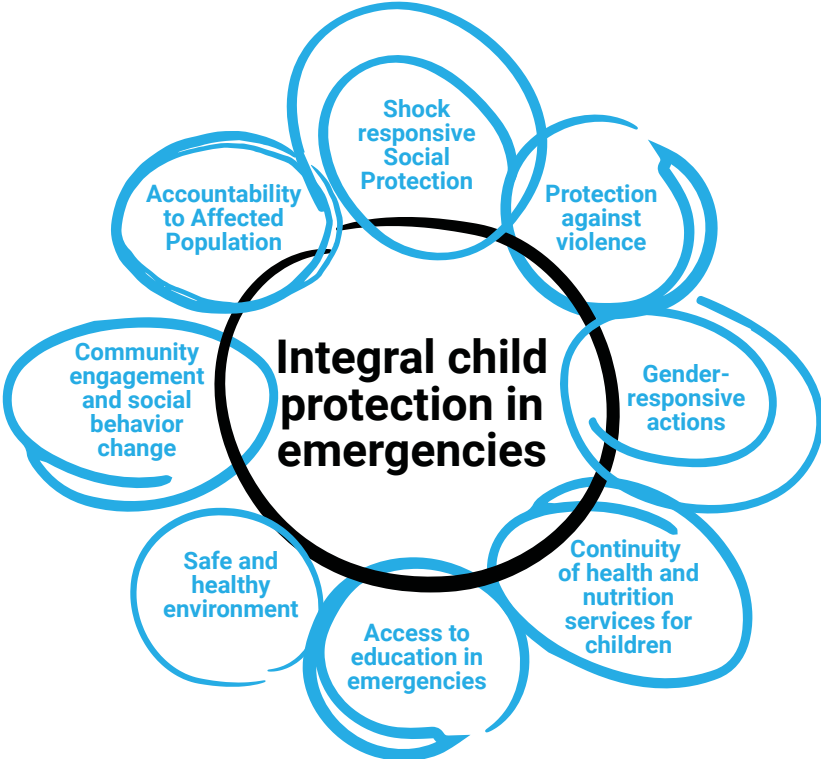 Shock
responsive
Social
Protection
Accountability
to Affected
Population
Protection
against
violence
Community
engagement
and social
behavior
change
Integral child
protection in
emergencies
Gender-
responsive
actions
Safe and
healthy
environment
Continuity
of health and
nutrition
services for
children
Access to
education in
emergencies